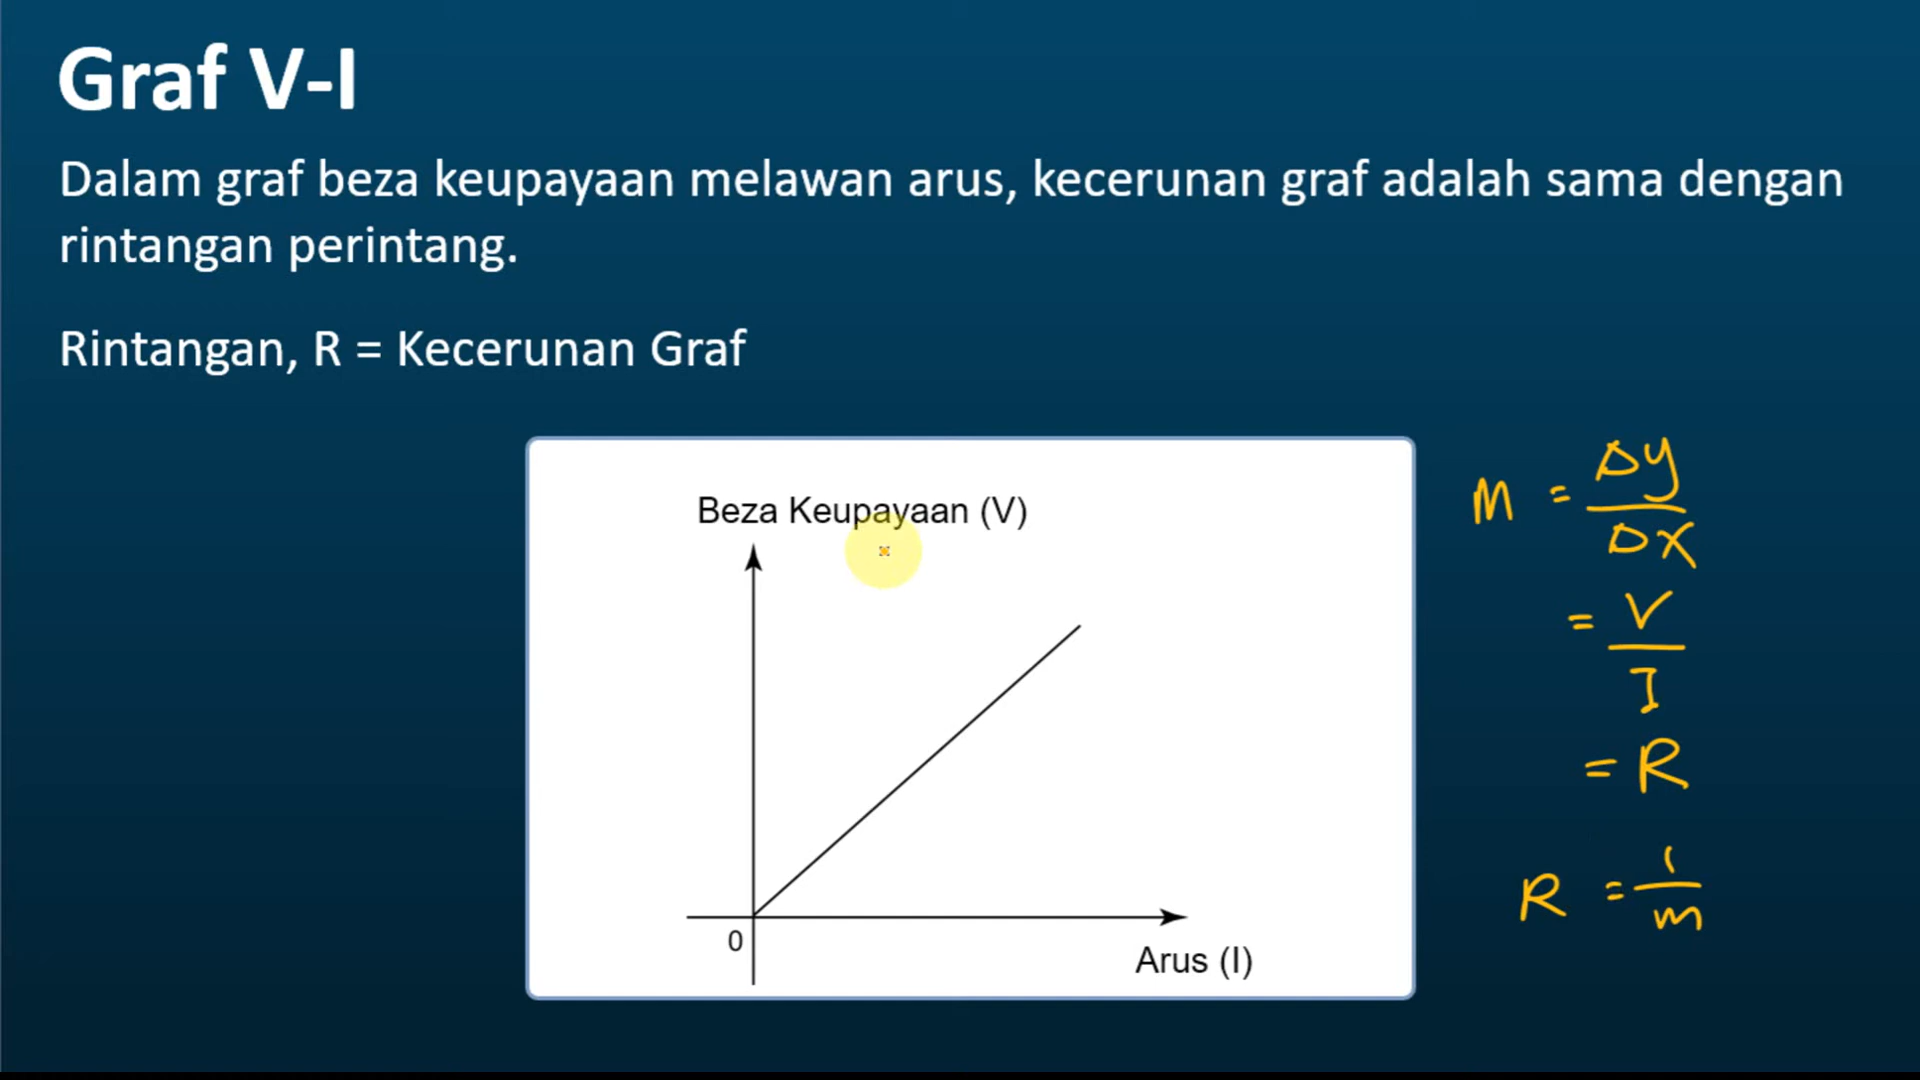 Graf V-I
Dalam graf beza keupayaan melawan arus, kecerunan graf adalah sama dengan
rintangan perintang.
Rintangan, R = Kecerunan Graf
Beza Keupayaan (V)
0
Arus (I)
m = Δy / Δx
= V / I
= R
R = 1 / m